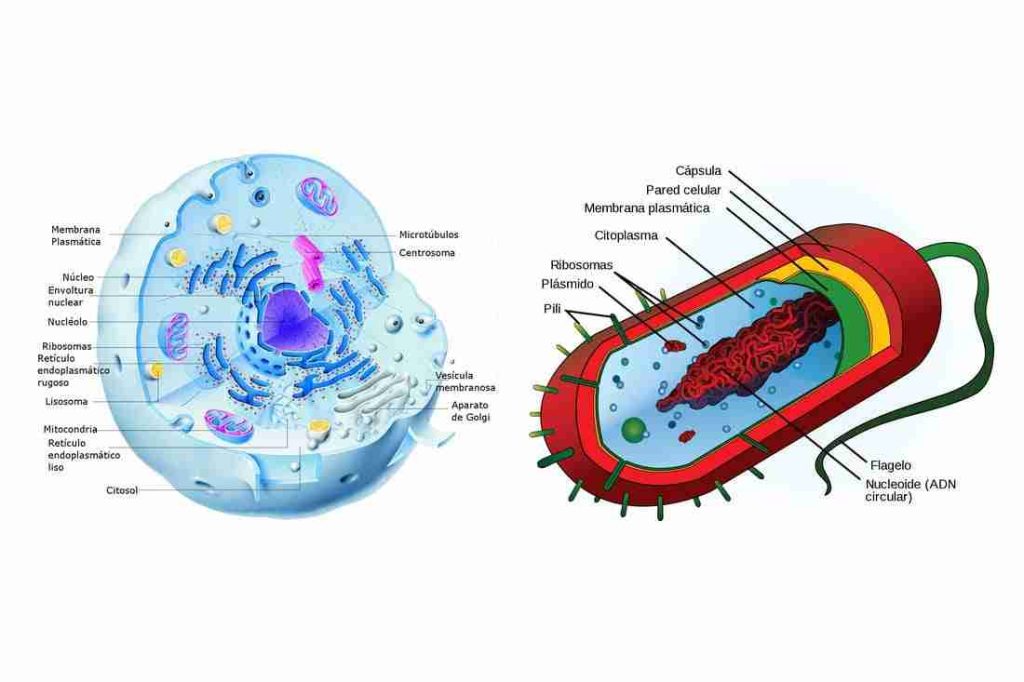 Membrana
Plasmática
Núcleo
Envoltura
nuclear
Nucléolo
Ribosomas
Retículo
endoplasmático
rugoso
Lisosoma
Mitocondria
Retículo
endoplasmático
liso
Citosol
Microtúbulos
Centrosoma
Vesícula
membranosa
Aparato
de Golgi
Cápsula
Pared celular
Membrana plasmática
Citoplasma
Ribosomas
Plásmido
Pili
Flagelo
Nucleoide (ADN
circular)